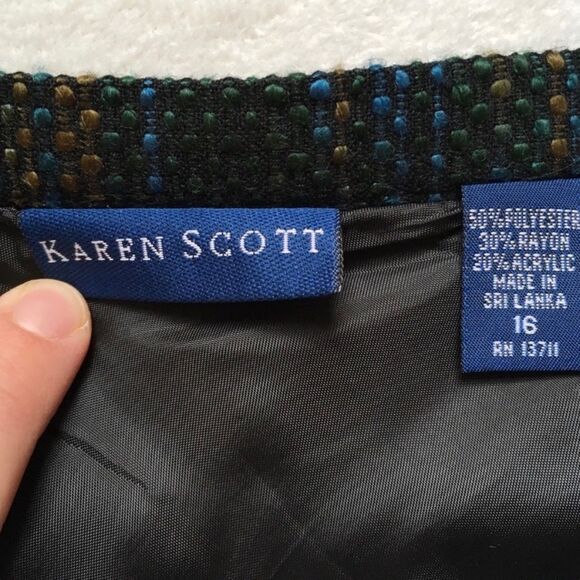 KAREN SCOTT
50% POLYESTER
30% RAYON
20% ACRYLIC
MADE IN
SRI LANKA
16
RN 13711